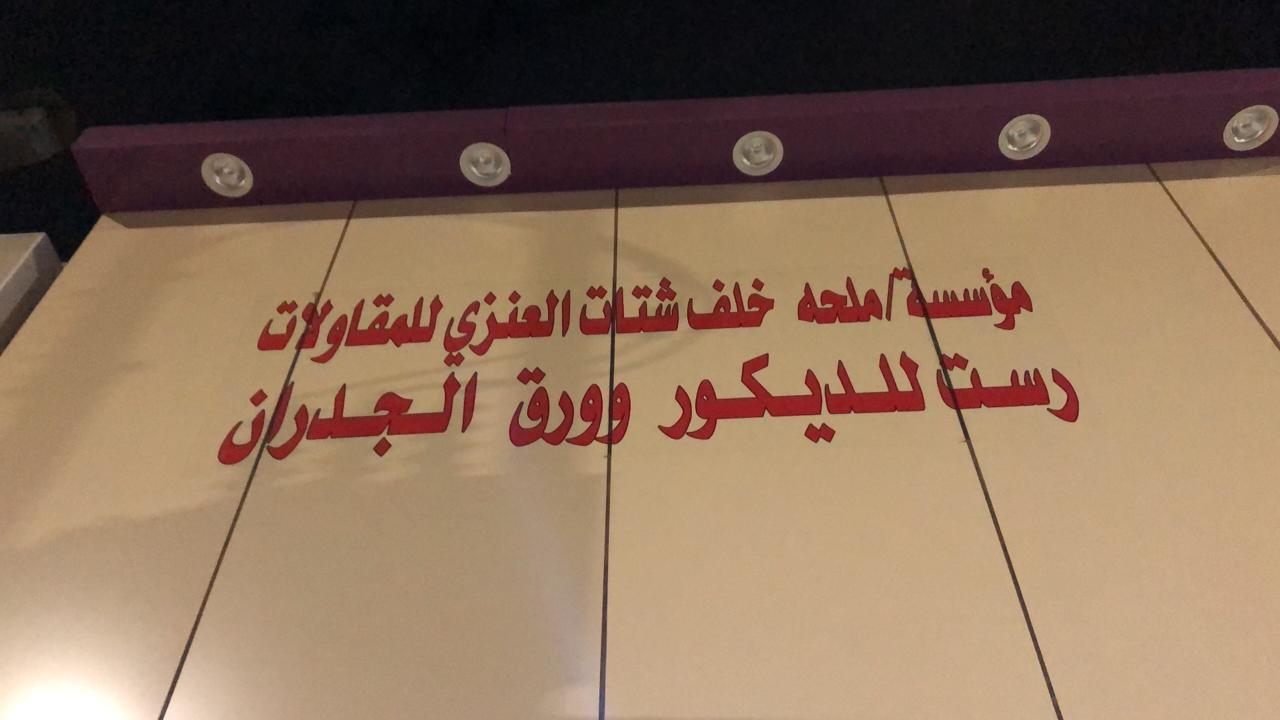 مؤسسة/ملحه خلف شتات العنزي للمقاولات
رست للديكور وورق الجدران